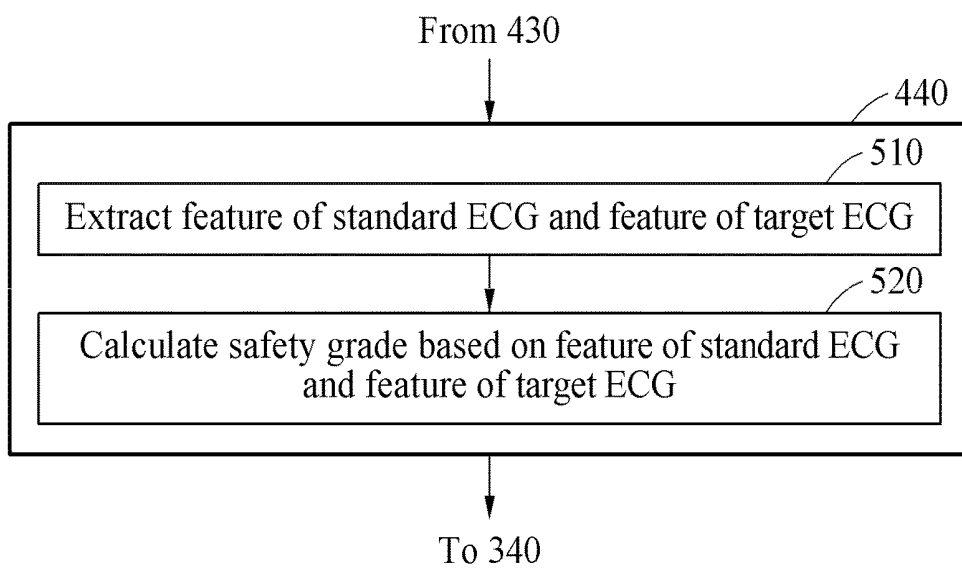 From 430
440
510
Extract feature of standard ECG and feature of target ECG
520
Calculate safety grade based on feature of standard ECG
and feature of target ECG
To 340